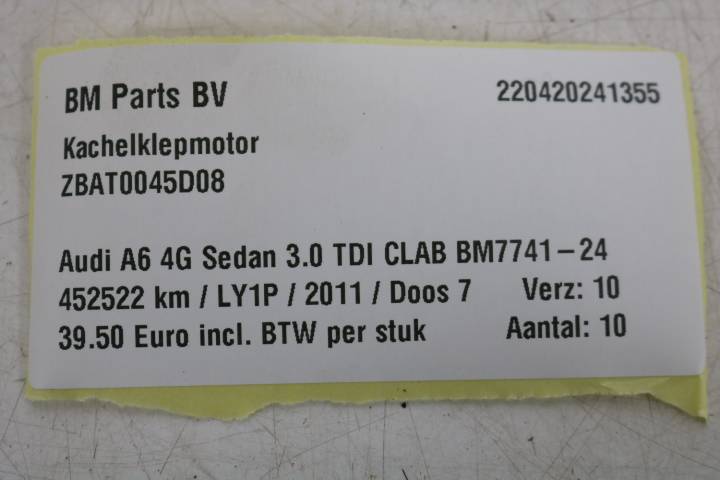 BM Parts BV 220420241355
Kachelklepmotor
ZBAT0045D08
Audi A6 4G Sedan 3.0 TDI CLAB BM7741-24
452522 km / LY1P / 2011 / Doos 7 Verz: 10
39.50 Euro incl. BTW per stuk Aantal: 10